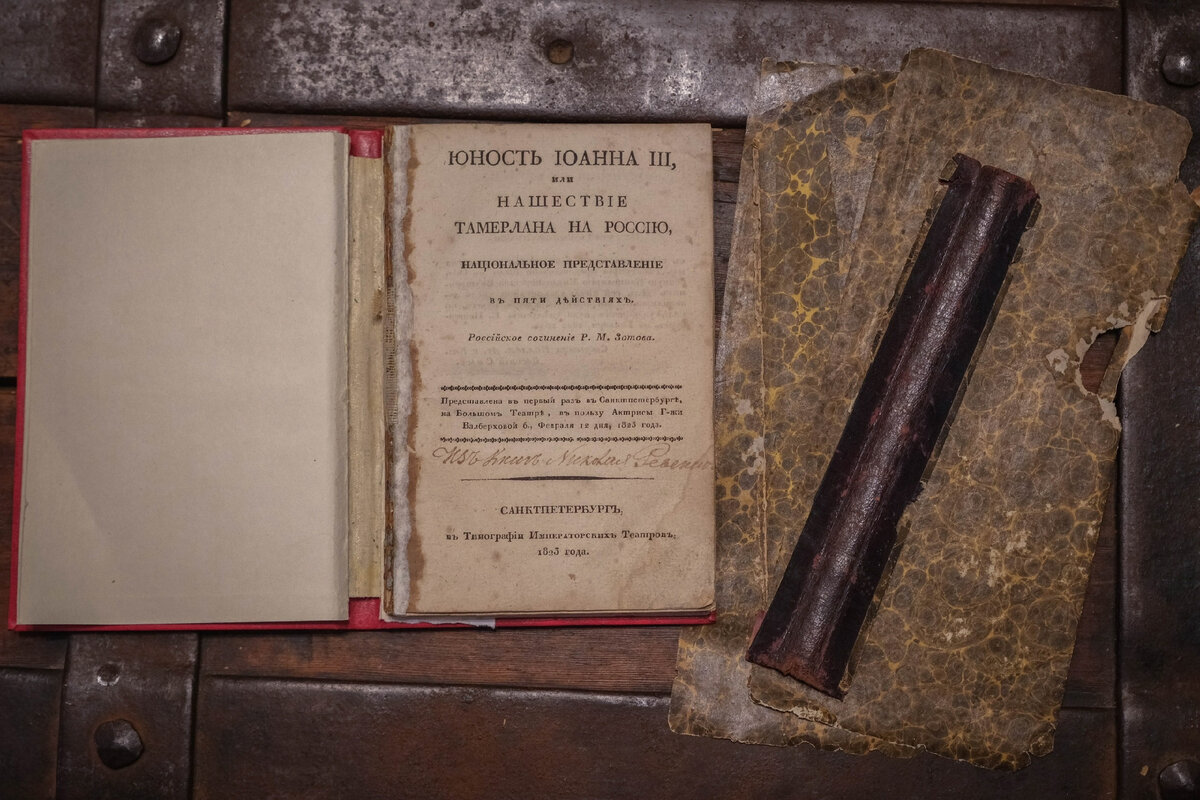 ЮНОСТЬ ІОАННА III,
или
НАШЕСТВІЕ
ТАМЕРЛАНА НА РОССІЮ,
НАЦІОНАЛЬНОЕ ПРЕДСТАВЛЕНІЕ
въ пяти дѣйствіяхъ.
Россійское сочиненіе Р. М. Зотова.
Представлена въ первый разъ въ Санктпетербургѣ,
на Большомъ Театрѣ, въ пользу Актрисы Г-жи
Валберховой б., Февраля 12 дня, 1823 года.
Изъ Книгъ Николая
САНКТПЕТЕРБУРГЪ,
въ Типографіи Императорскихъ Театровъ,
1823 года.